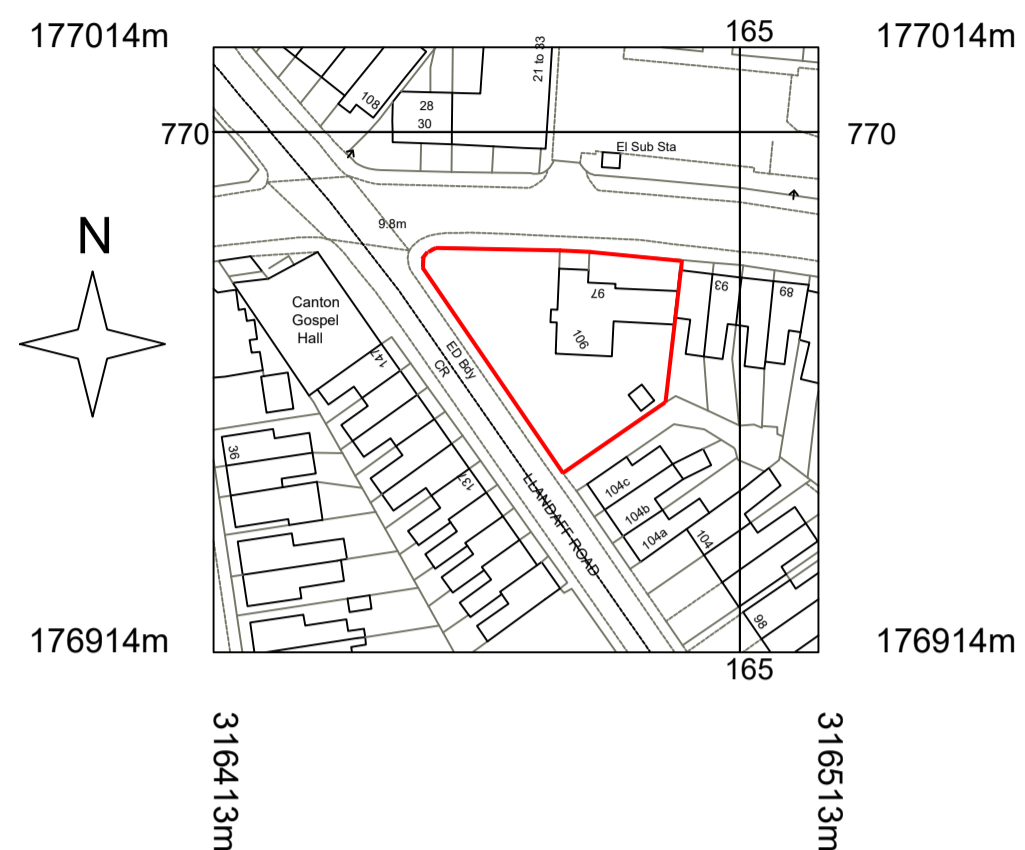 177014m
165
177014m
21 to 33
108
28
30
770
770
El Sub Sta
N
9.8m
Canton
Gospel
Hall
97
93
89
106
147
ED Bdy
CR
36
137
LLANDAFF ROAD
104c
104b
104a
104
98
176914m
165
176914m
316413m
316513m